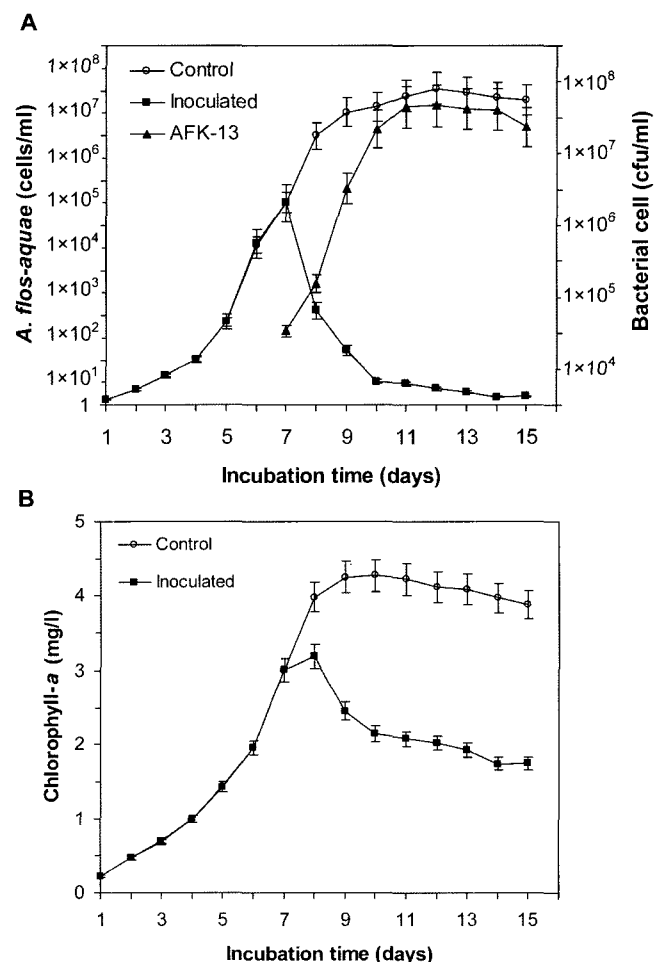 A
1×10⁸
1×10⁷
1×10⁶
1×10⁵
1×10⁴
1×10³
1×10²
1×10¹
1
A. flos-aquae (cells/ml)
Control
Inoculated
AFK-13
1×10⁸
1×10⁷
1×10⁶
1×10⁵
1×10⁴
Bacterial cell (cfu/ml)
1 3 5 7 9 11 13 15
Incubation time (days)
B
5
4
3
2
1
0
Chlorophyll-a (mg/l)
Control
Inoculated
1 3 5 7 9 11 13 15
Incubation time (days)